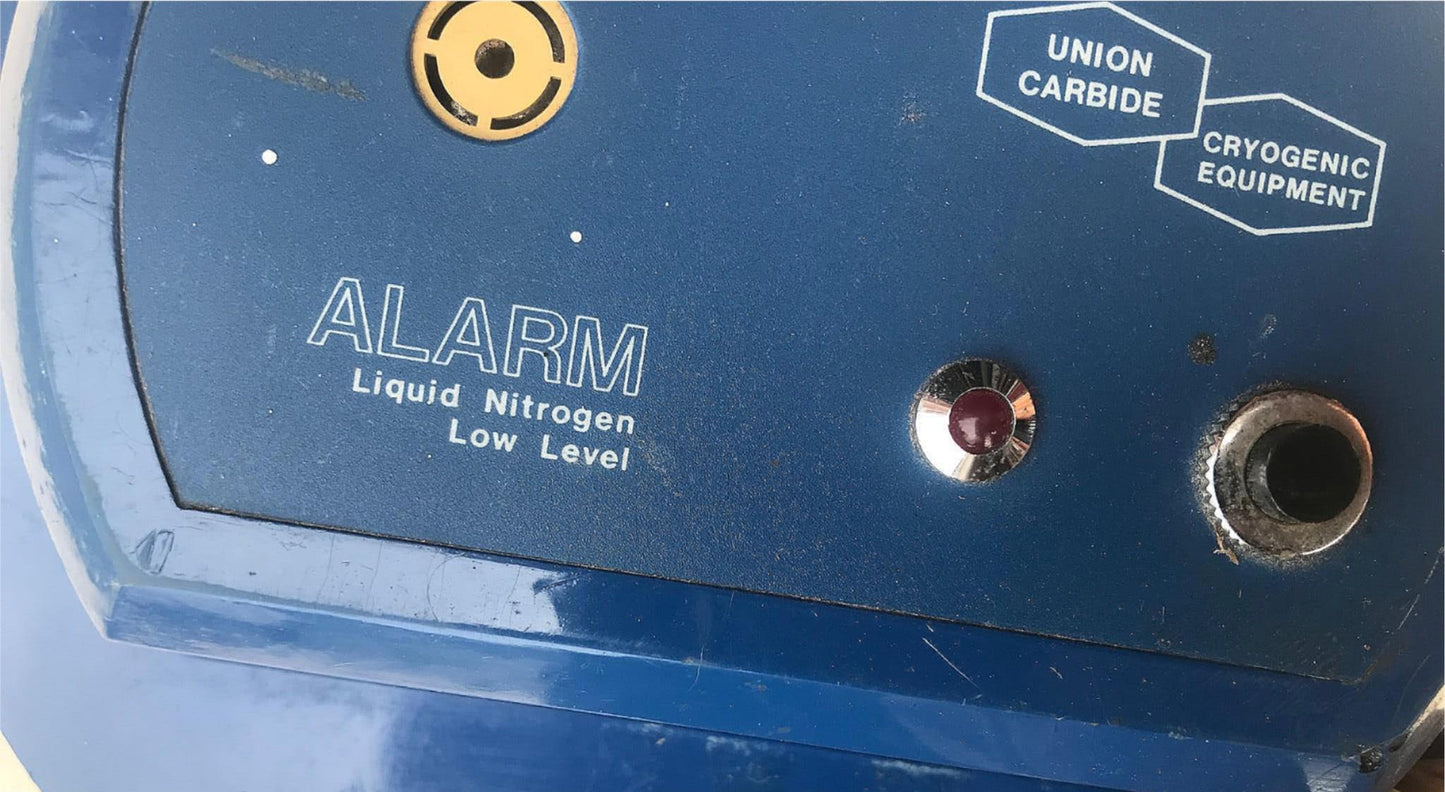 UNION
CARBIDE
CRYOGENIC
EQUIPMENT
ALARM
Liquid Nitrogen
Low Level